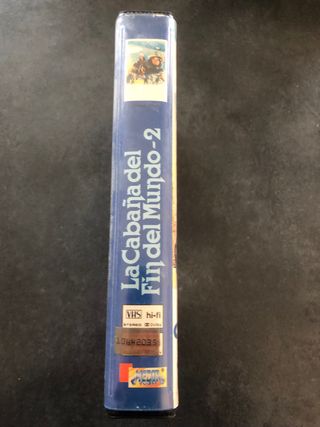 La Cabaña del
Fin del Mundo-2
VHS hi-fi
STEREO